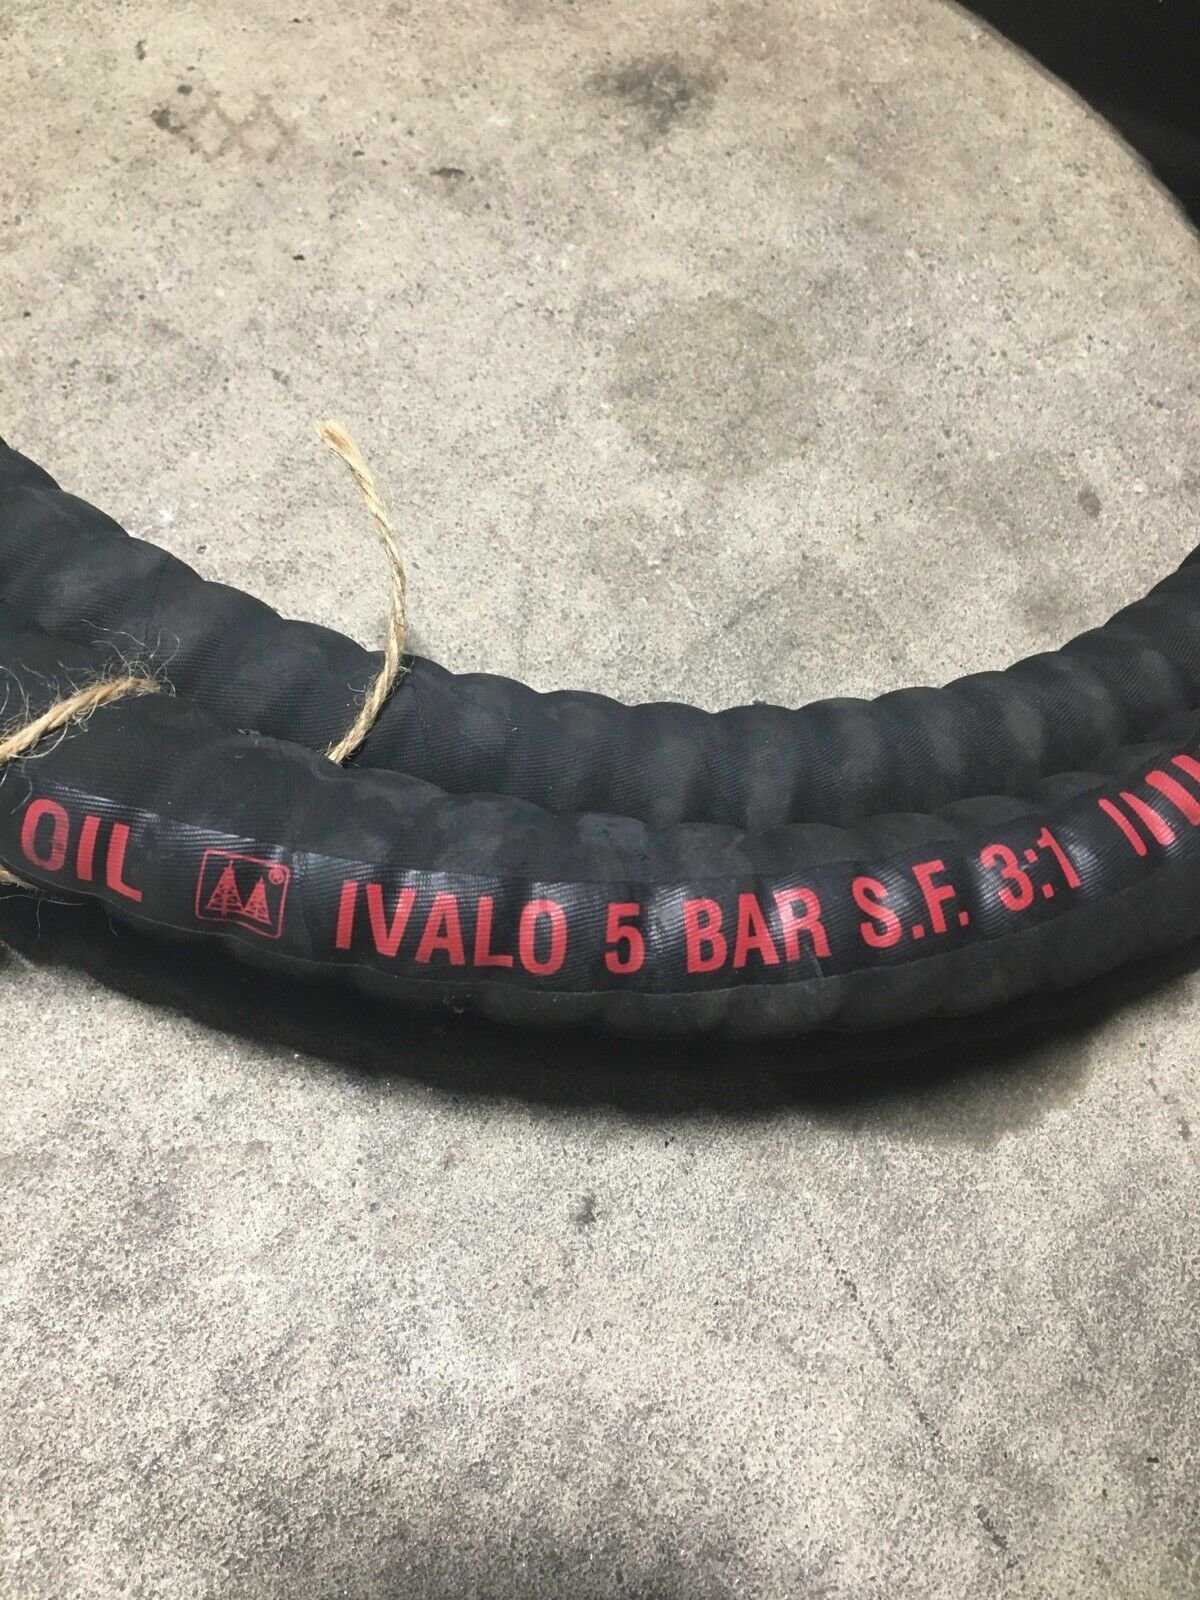 OIL ® IVALO 5 BAR S.F. 3:1